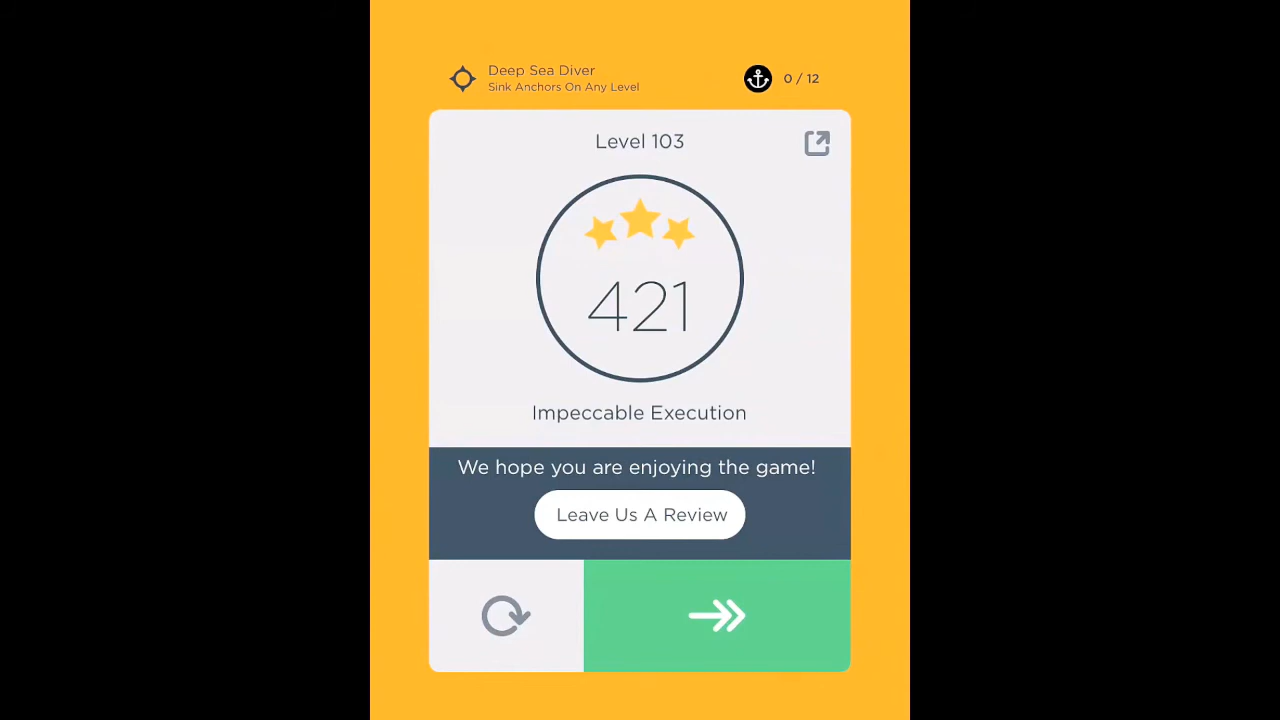 Deep Sea Diver
Sink Anchors On Any Level
0 / 12
Level 103
421
Impeccable Execution
We hope you are enjoying the game!
Leave Us A Review